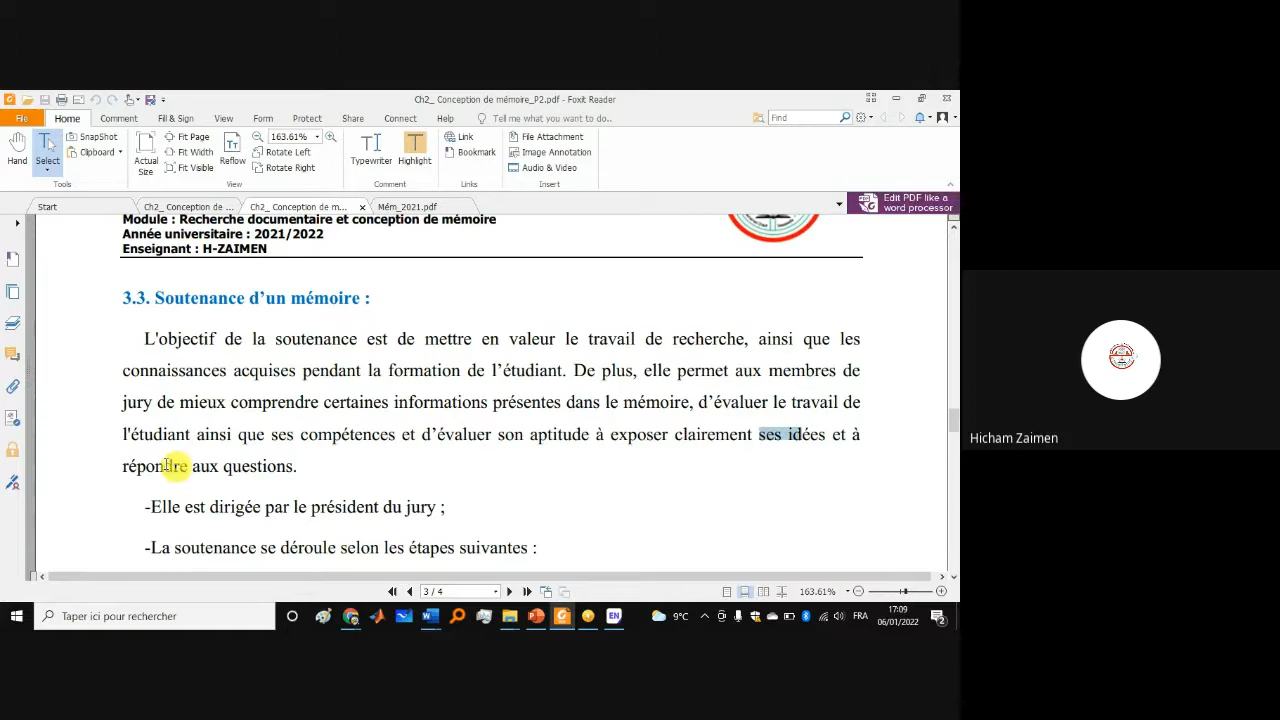 Ch2_ Conception de mémoire_P2.pdf - Foxit Reader
File Home Comment Fill & Sign View Form Protect Share Connect Help Tell me what you want to do.. Find
Hand Select SnapShot Clipboard Actual Size Fit Page Fit Width Fit Visible Reflow 163.61% Rotate Left Rotate Right Typewriter Highlight Link Bookmark File Attachment Image Annotation Audio & Video
Tools View Comment Links Insert
Start Ch2_ Conception de ... Ch2_ Conception de m... Mém_2021.pdf Edit PDF like a word processor
Module : Recherche documentaire et conception de mémoire
Année universitaire : 2021/2022
Enseignant : H-ZAIMEN
3.3. Soutenance d’un mémoire :
L'objectif de la soutenance est de mettre en valeur le travail de recherche, ainsi que les
connaissances acquises pendant la formation de l’étudiant. De plus, elle permet aux membres de
jury de mieux comprendre certaines informations présentes dans le mémoire, d’évaluer le travail de
l'étudiant ainsi que ses compétences et d’évaluer son aptitude à exposer clairement ses idées et à
répondre aux questions.
-Elle est dirigée par le président du jury ;
-La soutenance se déroule selon les étapes suivantes :
Hicham Zaimen
3 / 4 163.61%
Taper ici pour rechercher EN 9°C FRA 17:09
06/01/2022 2